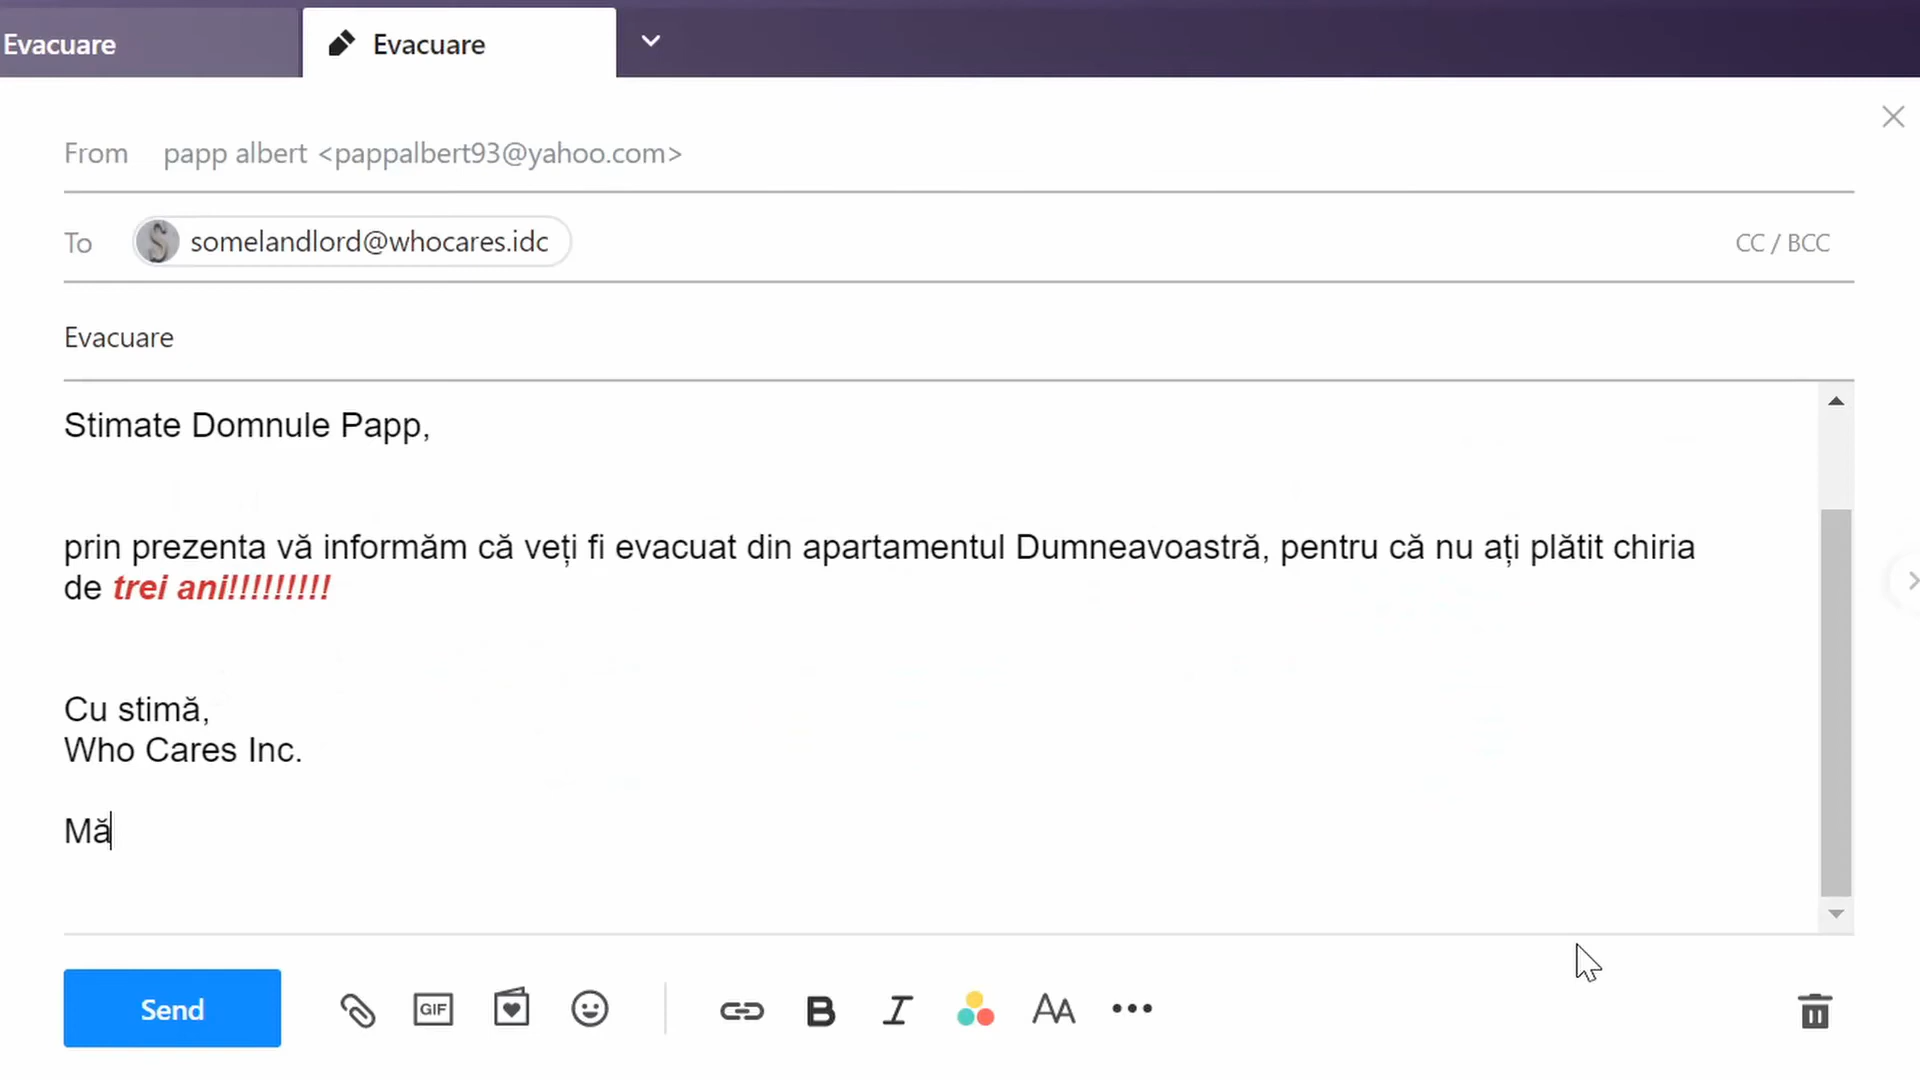 Evacuare
Evacuare
From papp albert <pappalbert93@yahoo.com>
To somelandlord@whocares.idc CC / BCC
Evacuare
Stimate Domnule Papp,
prin prezenta vă informăm că veți fi evacuat din apartamentul Dumneavoastră, pentru că nu ați plătit chiria
de trei ani!!!!!!!!!
Cu stimă,
Who Cares Inc.
Mă
Send GIF B I AA